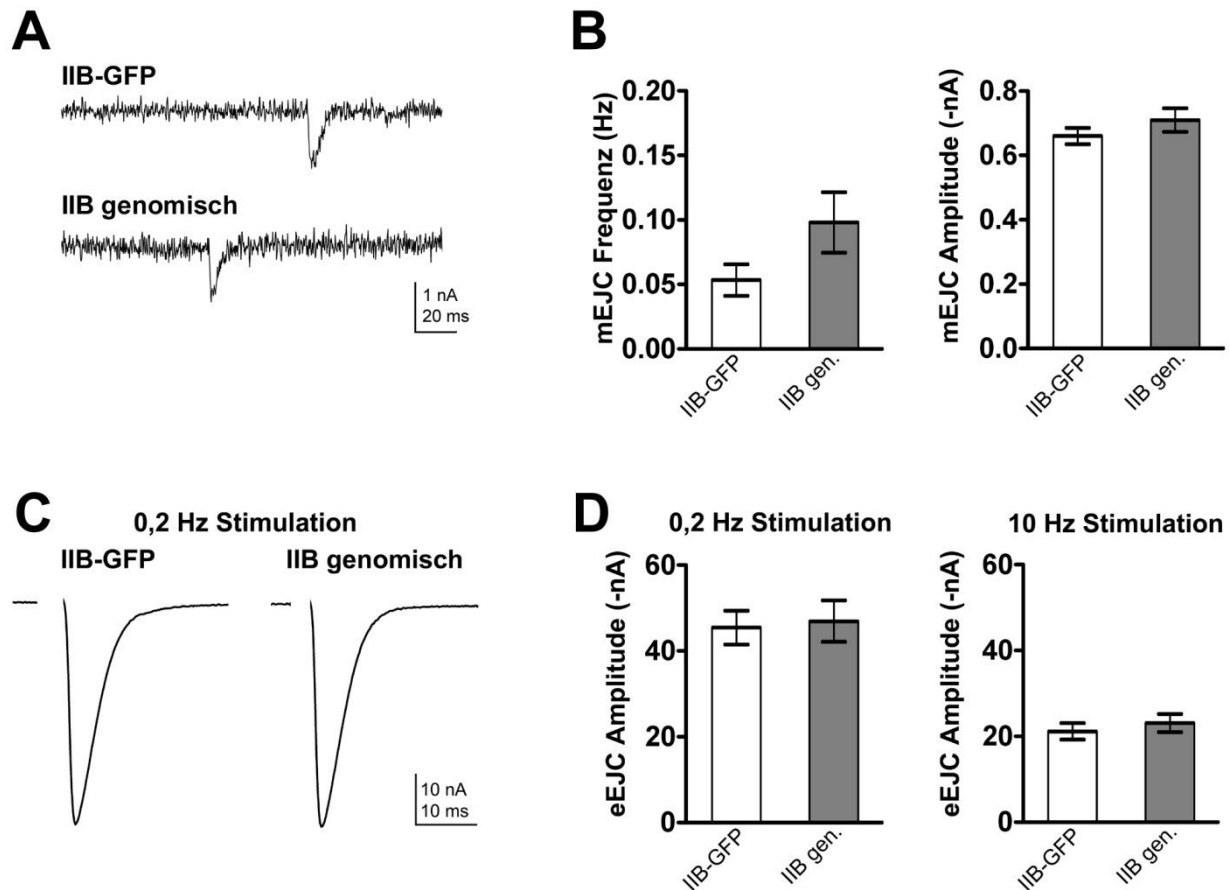 A
IIB-GFP
IIB genomisch
1 nA
20 ms
B
mEJC Frequenz (Hz)
0.20
0.15
0.10
0.05
0.00
IIB-GFP
IIB gen.
mEJC Amplitude (-nA)
0.8
0.6
0.4
0.2
0.0
IIB-GFP
IIB gen.
C
0,2 Hz Stimulation
IIB-GFP
IIB genomisch
10 nA
10 ms
D
0,2 Hz Stimulation
eEJC Amplitude (-nA)
60
40
20
0
IIB-GFP
IIB gen.
10 Hz Stimulation
eEJC Amplitude (-nA)
60
40
20
0
IIB-GFP
IIB gen.